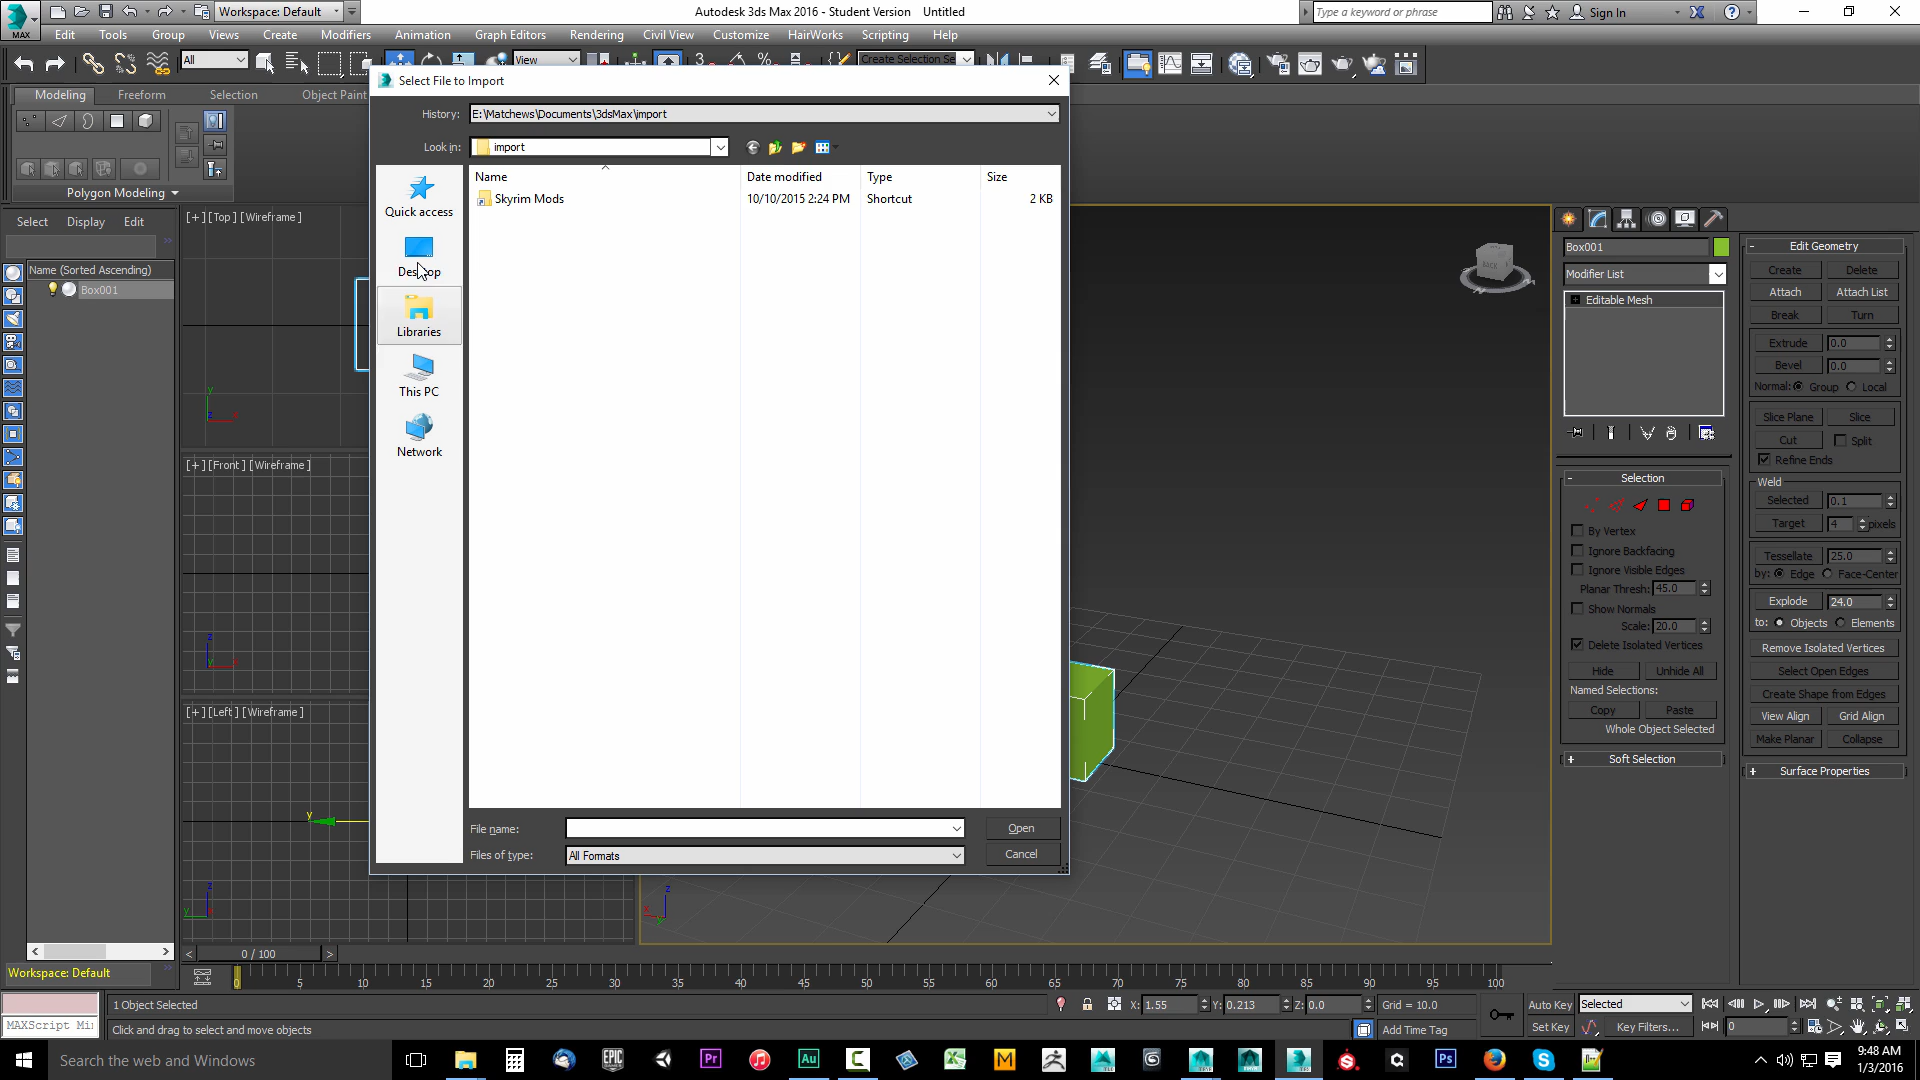 Workspace: Default
Autodesk 3ds Max 2016 - Student Version    Untitled
Type a keyword or phrase
Sign In
MAX
Edit Tools Group Views Create Modifiers Animation Graph Editors Rendering Civil View Customize HairWorks Scripting Help
All
View
Create Selection Se
Modeling Freeform Selection Object Paint
Polygon Modeling
Select File to Import
History: E:\Matchews\Documents\3dsMax\import
Look in: import
Name Date modified Type Size
Skyrim Mods 10/10/2015 2:24 PM Shortcut 2 KB
Quick access
Desktop
Libraries
This PC
Network
File name:
Open
Files of type: All Formats
Cancel
Select Display Edit
Name (Sorted Ascending)
Box001
[+] [Top] [Wireframe]
[+] [Front] [Wireframe]
[+] [Left] [Wireframe]
BACK
Box001
Modifier List
Editable Mesh
Selection
By Vertex
Ignore Backfacing
Ignore Visible Edges
Planar Thresh: 45.0
Show Normals
Scale: 20.0
Delete Isolated Vertices
Hide Unhide All
Named Selections:
Copy Paste
Whole Object Selected
Soft Selection
Edit Geometry
Create Delete
Attach Attach List
Break Turn
Extrude 0.0
Bevel 0.0
Normal: Group Local
Slice Plane Slice
Cut Split
Refine Ends
Weld
Selected 0.1
Target 4 pixels
Tessellate 25.0
by: Edge Face-Center
Explode 24.0
to: Objects Elements
Remove Isolated Vertices
Select Open Edges
Create Shape from Edges
View Align Grid Align
Make Planar Collapse
Surface Properties
0 / 100
Workspace: Default
0 5 10 15 20 25 30 35 40 45 50 55 60 65 70 75 80 85 90 95 100
1 Object Selected
X: 1.55 Y: 0.213 Z: 0.0 Grid = 10.0
Auto Key Selected
MAXScript Mi
Click and drag to select and move objects
Add Time Tag
Set Key Key Filters... 0
Search the web and Windows
9:48 AM
1/3/2016